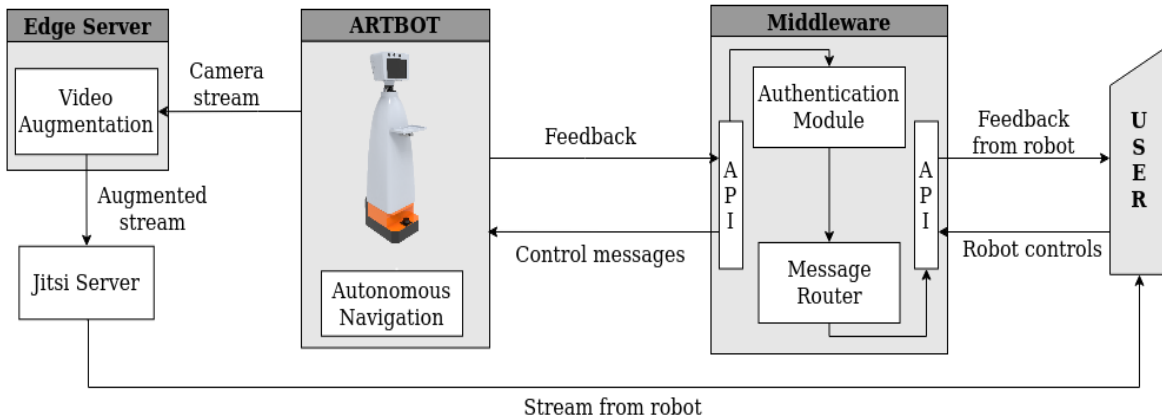 Edge Server
Video
Augmentation
Augmented
stream
Jitsi Server
Camera
stream
ARTBOT
Autonomous
Navigation
Feedback
Control messages
Middleware
A
P
I
Authentication
Module
Message
Router
A
P
I
Feedback
from robot
Robot controls
U
S
E
R
Stream from robot